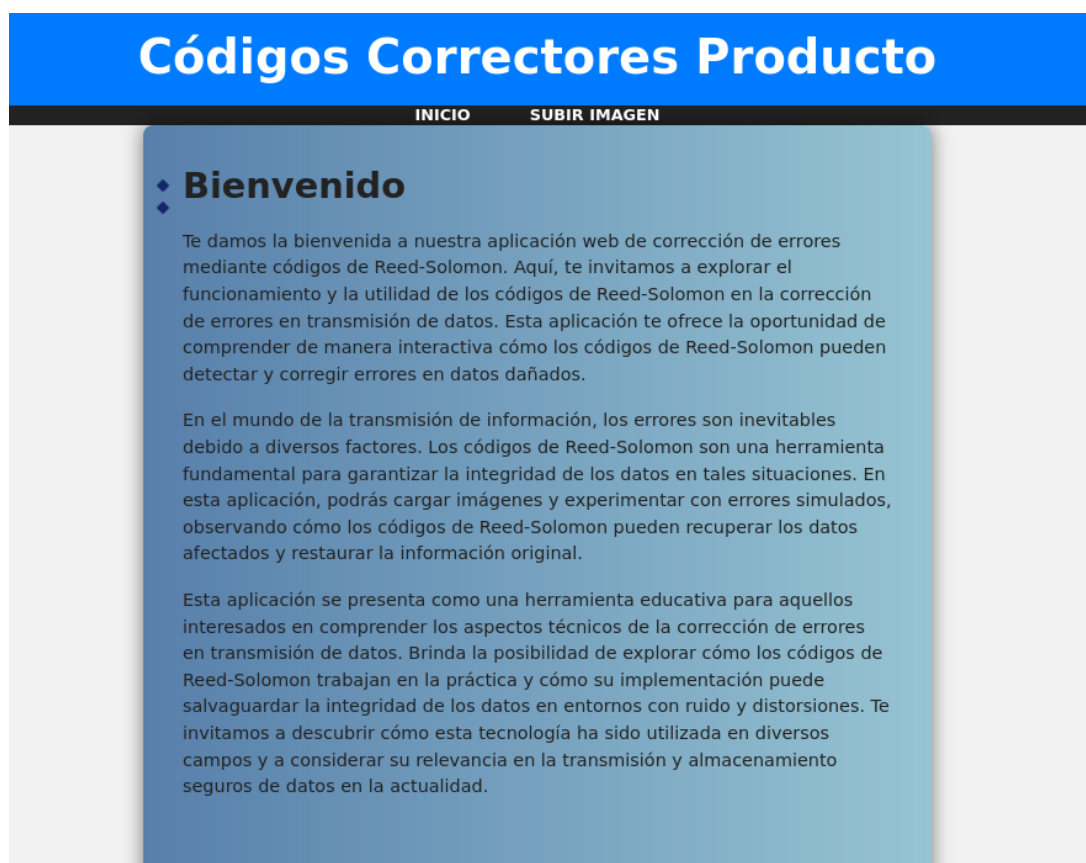 Códigos Correctores Producto
INICIO SUBIR IMAGEN
Bienvenido
Te damos la bienvenida a nuestra aplicación web de corrección de errores
mediante códigos de Reed-Solomon. Aquí, te invitamos a explorar el
funcionamiento y la utilidad de los códigos de Reed-Solomon en la corrección
de errores en transmisión de datos. Esta aplicación te ofrece la oportunidad de
comprender de manera interactiva cómo los códigos de Reed-Solomon pueden
detectar y corregir errores en datos dañados.
En el mundo de la transmisión de información, los errores son inevitables
debido a diversos factores. Los códigos de Reed-Solomon son una herramienta
fundamental para garantizar la integridad de los datos en tales situaciones. En
esta aplicación, podrás cargar imágenes y experimentar con errores simulados,
observando cómo los códigos de Reed-Solomon pueden recuperar los datos
afectados y restaurar la información original.
Esta aplicación se presenta como una herramienta educativa para aquellos
interesados en comprender los aspectos técnicos de la corrección de errores
en transmisión de datos. Brinda la posibilidad de explorar cómo los códigos de
Reed-Solomon trabajan en la práctica y cómo su implementación puede
salvaguardar la integridad de los datos en entornos con ruido y distorsiones. Te
invitamos a descubrir cómo esta tecnología ha sido utilizada en diversos
campos y a considerar su relevancia en la transmisión y almacenamiento
seguros de datos en la actualidad.